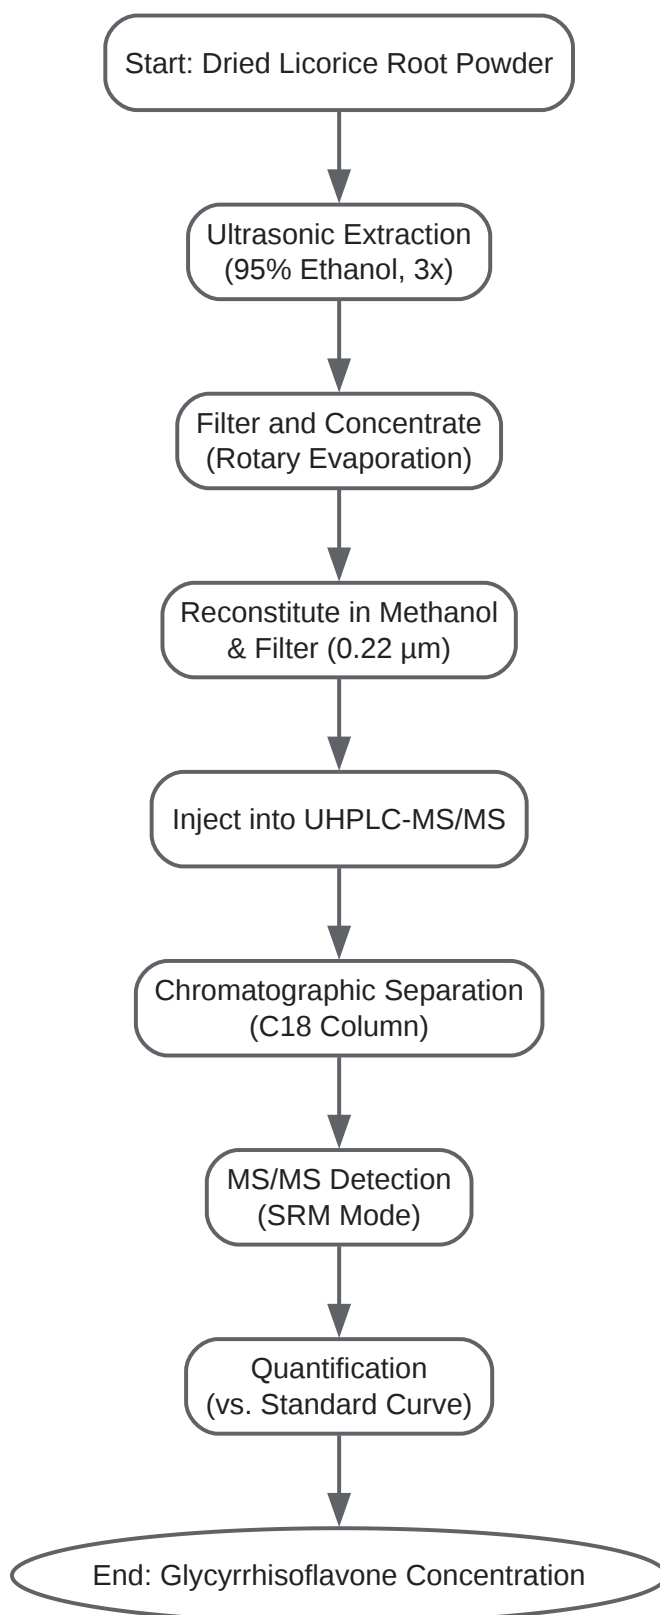 Start: Dried Licorice Root Powder
Ultrasonic Extraction
(95% Ethanol, 3x)
Filter and Concentrate
(Rotary Evaporation)
Reconstitute in Methanol
& Filter (0.22 µm)
Inject into UHPLC-MS/MS
Chromatographic Separation
(C18 Column)
MS/MS Detection
(SRM Mode)
Quantification
(vs. Standard Curve)
End: Glycyrrhisoflavone Concentration